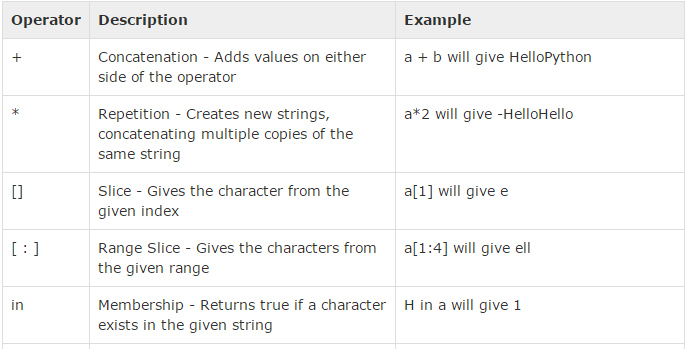 Operator Description Example
+ Concatenation - Adds values on either side of the operator a + b will give HelloPython
* Repetition - Creates new strings, concatenating multiple copies of the same string a*2 will give -HelloHello
[] Slice - Gives the character from the given index a[1] will give e
[ : ] Range Slice - Gives the characters from the given range a[1:4] will give ell
in Membership - Returns true if a character exists in the given string H in a will give 1